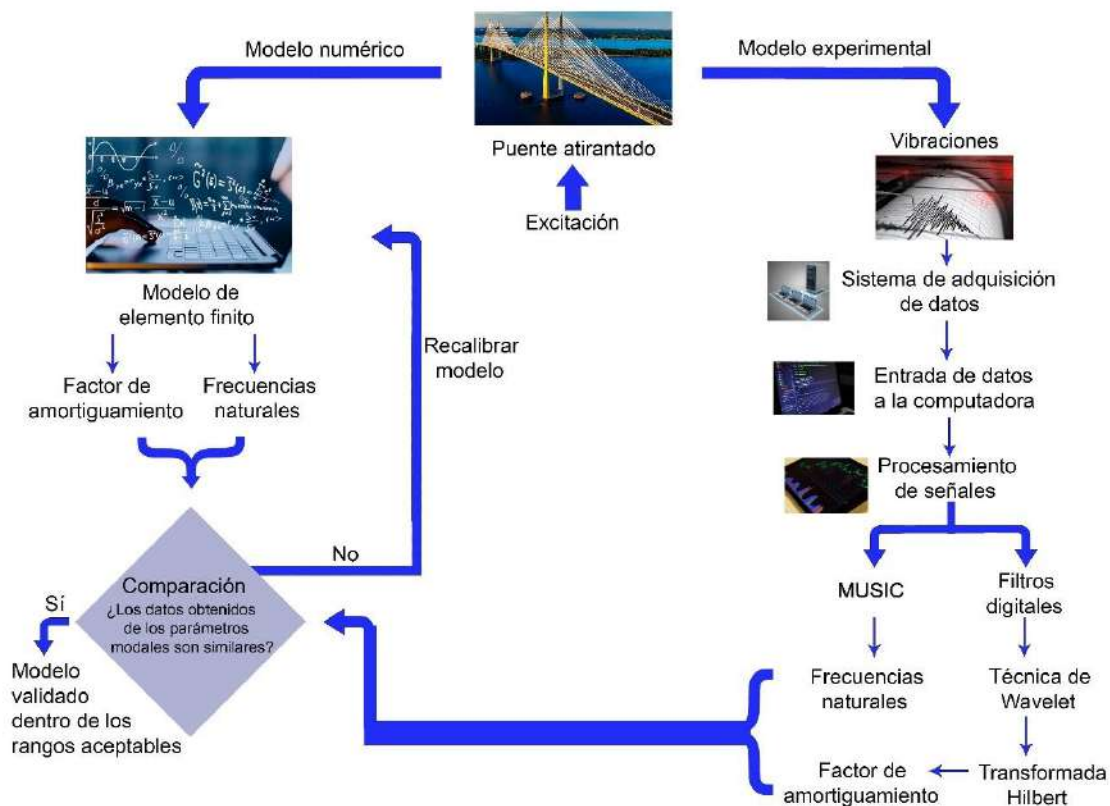 Modelo numérico
Modelo experimental
Puente atirantado
Excitación
Vibraciones
Modelo de
elemento finito
Factor de
amortiguamiento
Frecuencias
naturales
Recalibrar
modelo
Sistema de adquisición
de datos
Entrada de datos
a la computadora
Procesamiento
de señales
No
Comparación
¿Los datos obtenidos
de los parámetros
modales son similares?
Sí
Modelo
validado
dentro de los
rangos aceptables
MUSIC
Filtros
digitales
Frecuencias
naturales
Técnica de
Wavelet
Factor de
amortiguamiento
Transformada
Hilbert